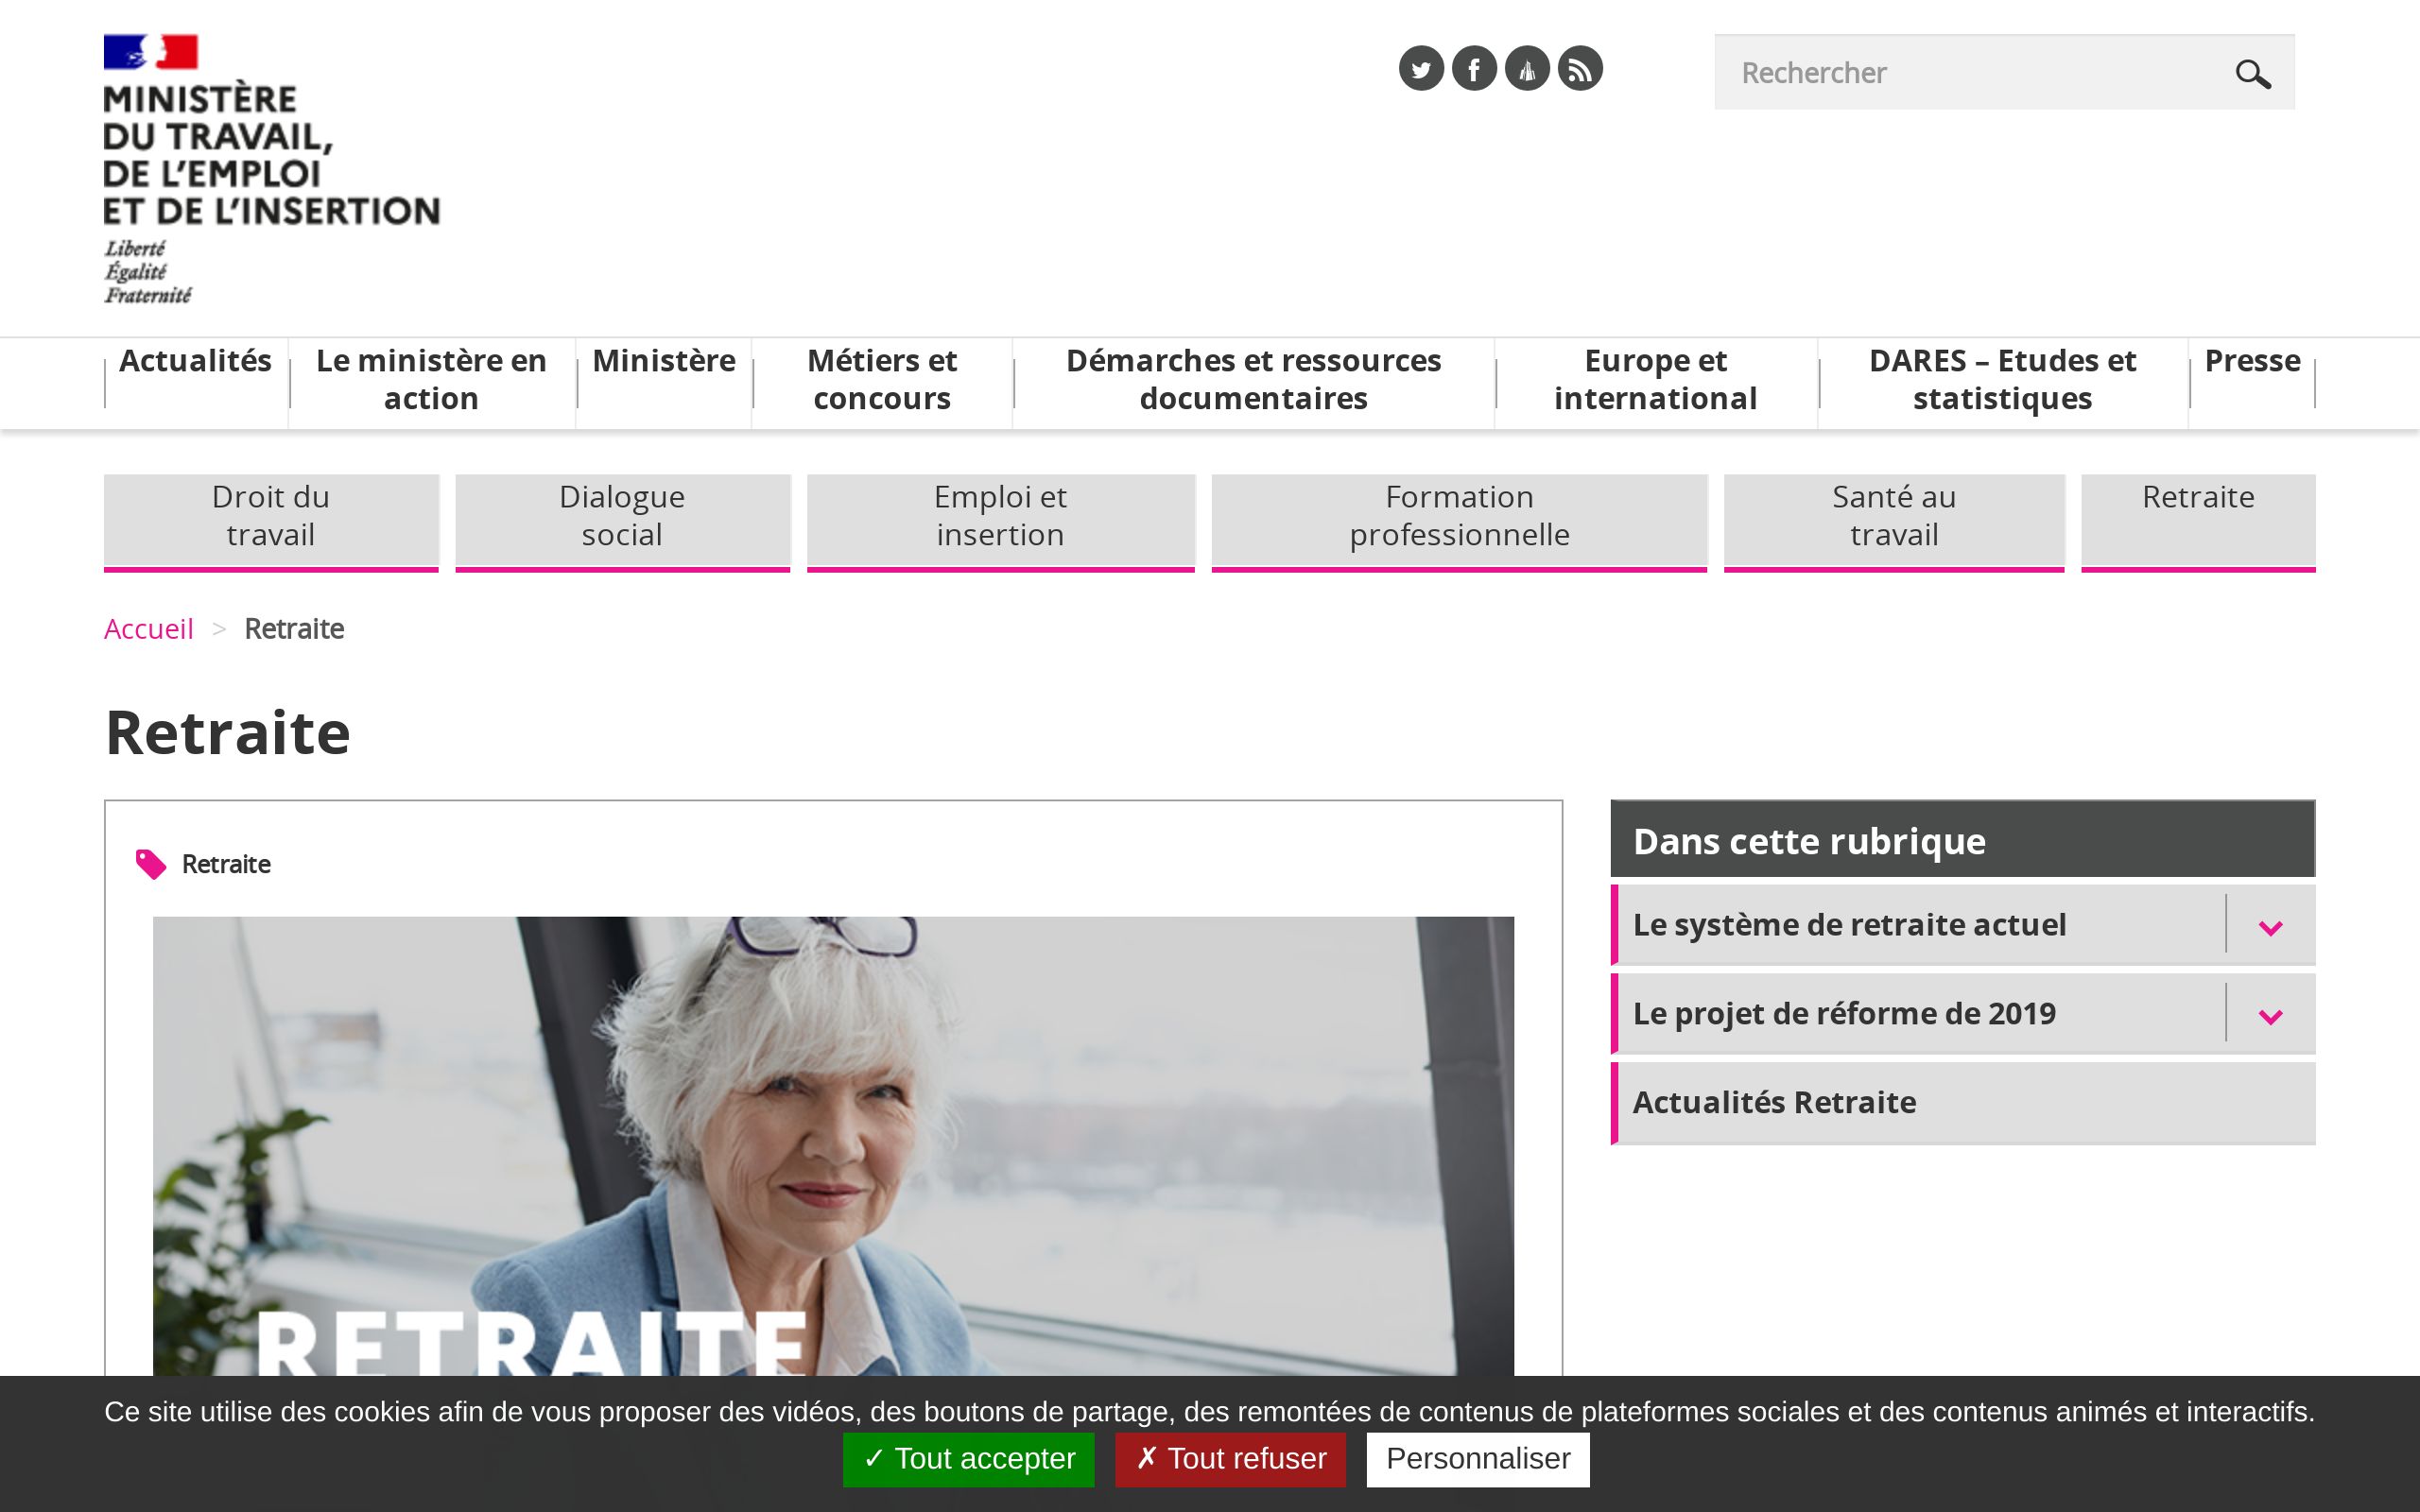 MINISTÈRE
DU TRAVAIL,
DE L'EMPLOI
ET DE L'INSERTION
Liberté
Égalité
Fraternité
Rechercher
Actualités
Le ministère en
action
Ministère
Métiers et
concours
Démarches et ressources
documentaires
Europe et
international
DARES – Etudes et
statistiques
Presse
Droit du
travail
Dialogue
social
Emploi et
insertion
Formation
professionnelle
Santé au
travail
Retraite
Accueil > Retraite
Retraite
Retraite
RETRAITE
Dans cette rubrique
Le système de retraite actuel
Le projet de réforme de 2019
Actualités Retraite
Ce site utilise des cookies afin de vous proposer des vidéos, des boutons de partage, des remontées de contenus de plateformes sociales et des contenus animés et interactifs.
✓ Tout accepter ✗ Tout refuser Personnaliser